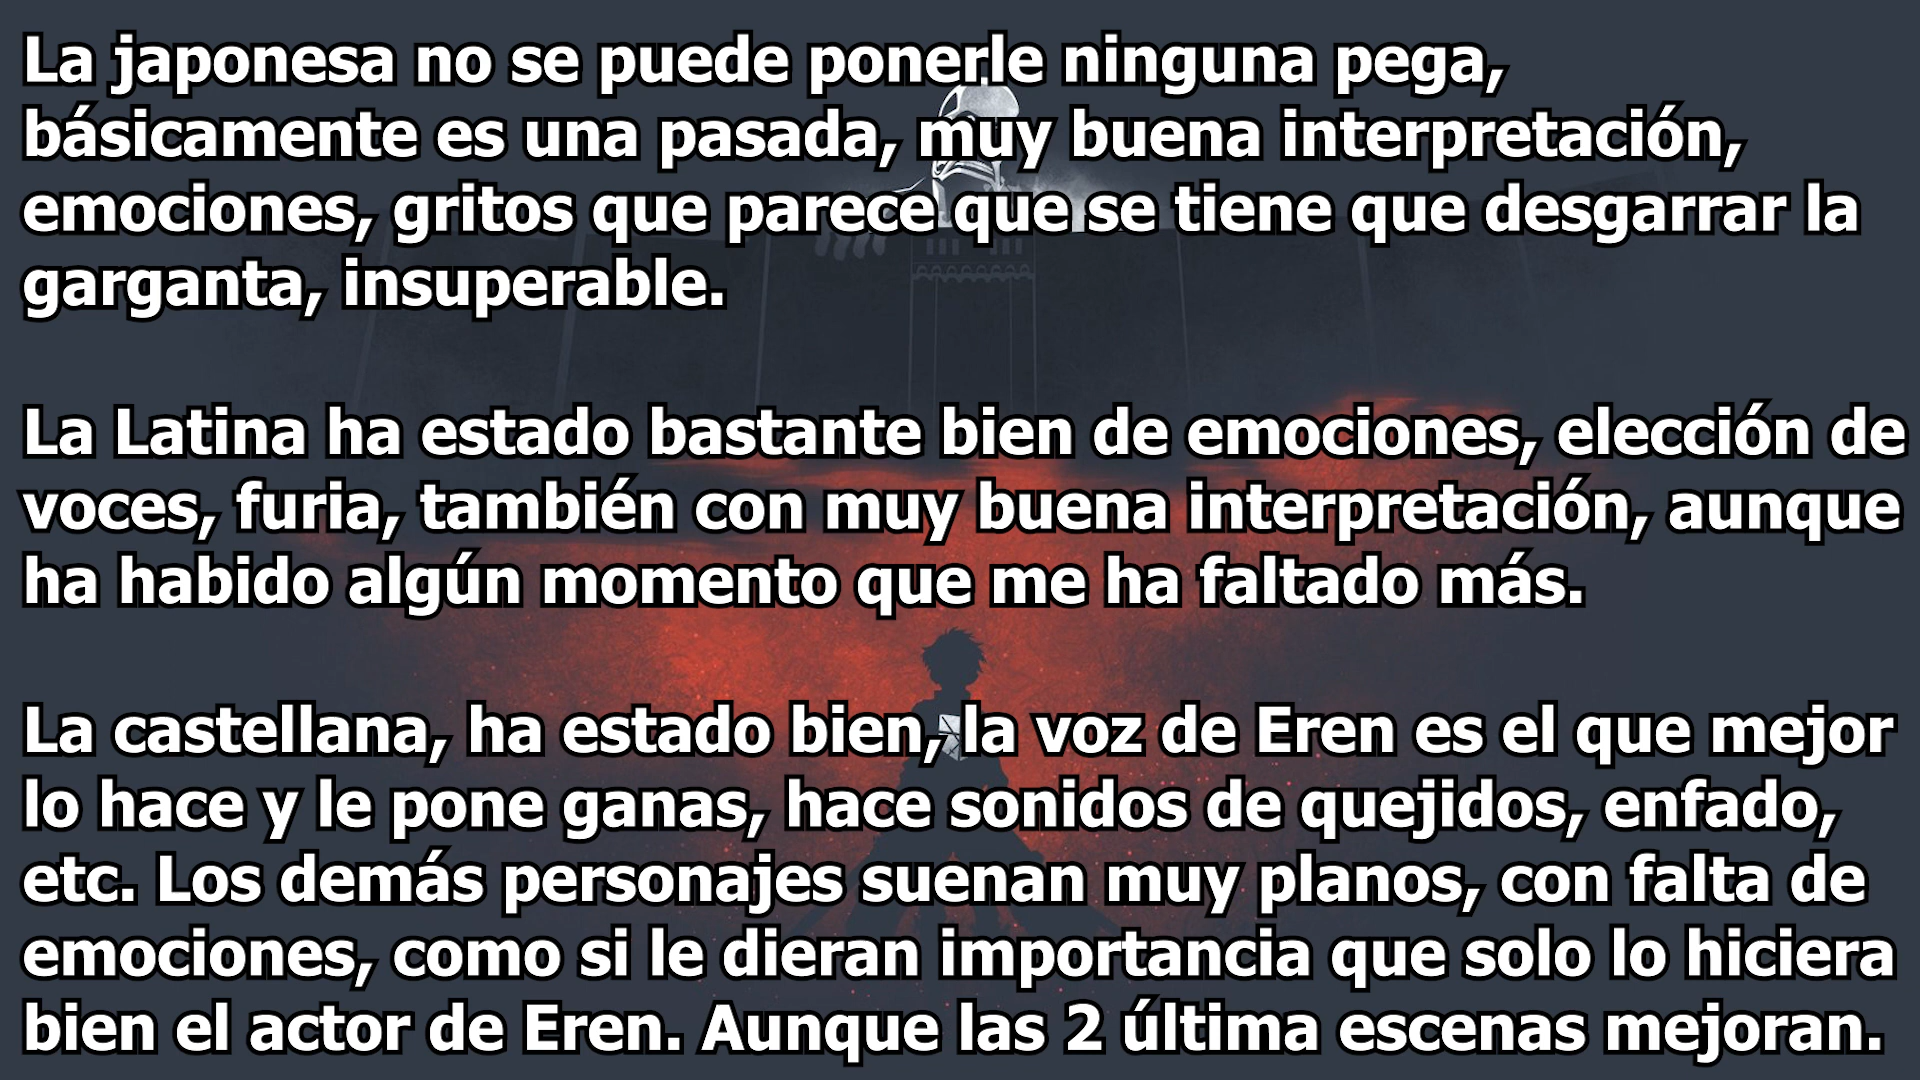 La japonesa no se puede ponerle ninguna pega,
básicamente es una pasada, muy buena interpretación,
emociones, gritos que parece que se tiene que desgarrar la
garganta, insuperable.
La Latina ha estado bastante bien de emociones, elección de
voces, furia, también con muy buena interpretación, aunque
ha habido algún momento que me ha faltado más.
La castellana, ha estado bien, la voz de Eren es el que mejor
lo hace y le pone ganas, hace sonidos de quejidos, enfado,
etc. Los demás personajes suenan muy planos, con falta de
emociones, como si le dieran importancia que solo lo hiciera
bien el actor de Eren. Aunque las 2 última escenas mejoran.